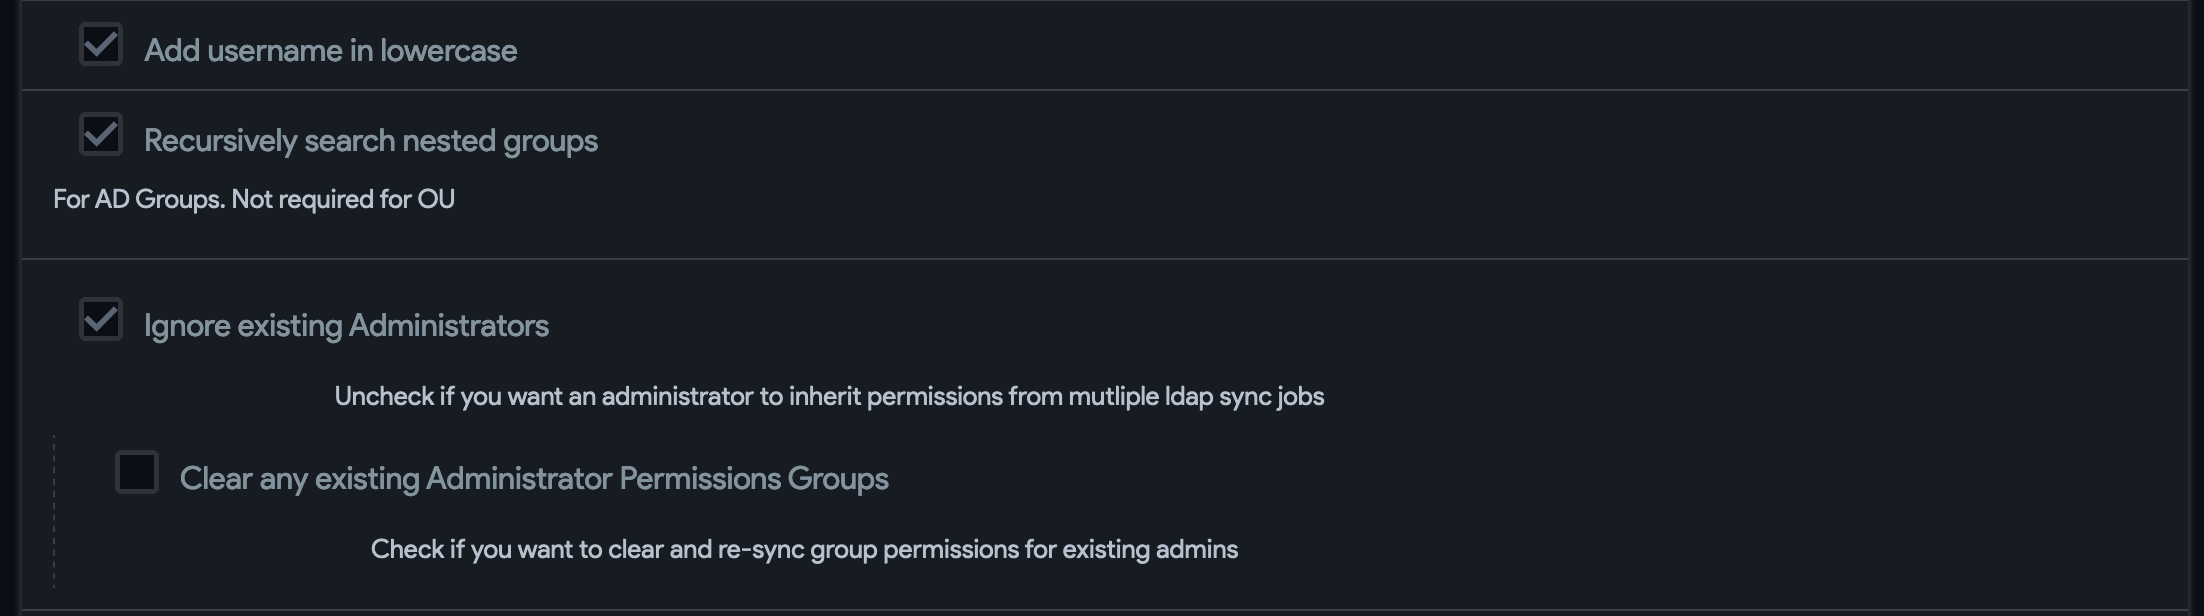 Add username in lowercase
Recursively search nested groups
For AD Groups. Not required for OU
Ignore existing Administrators
Uncheck if you want an administrator to inherit permissions from mutliple ldap sync jobs
Clear any existing Administrator Permissions Groups
Check if you want to clear and re-sync group permissions for existing admins